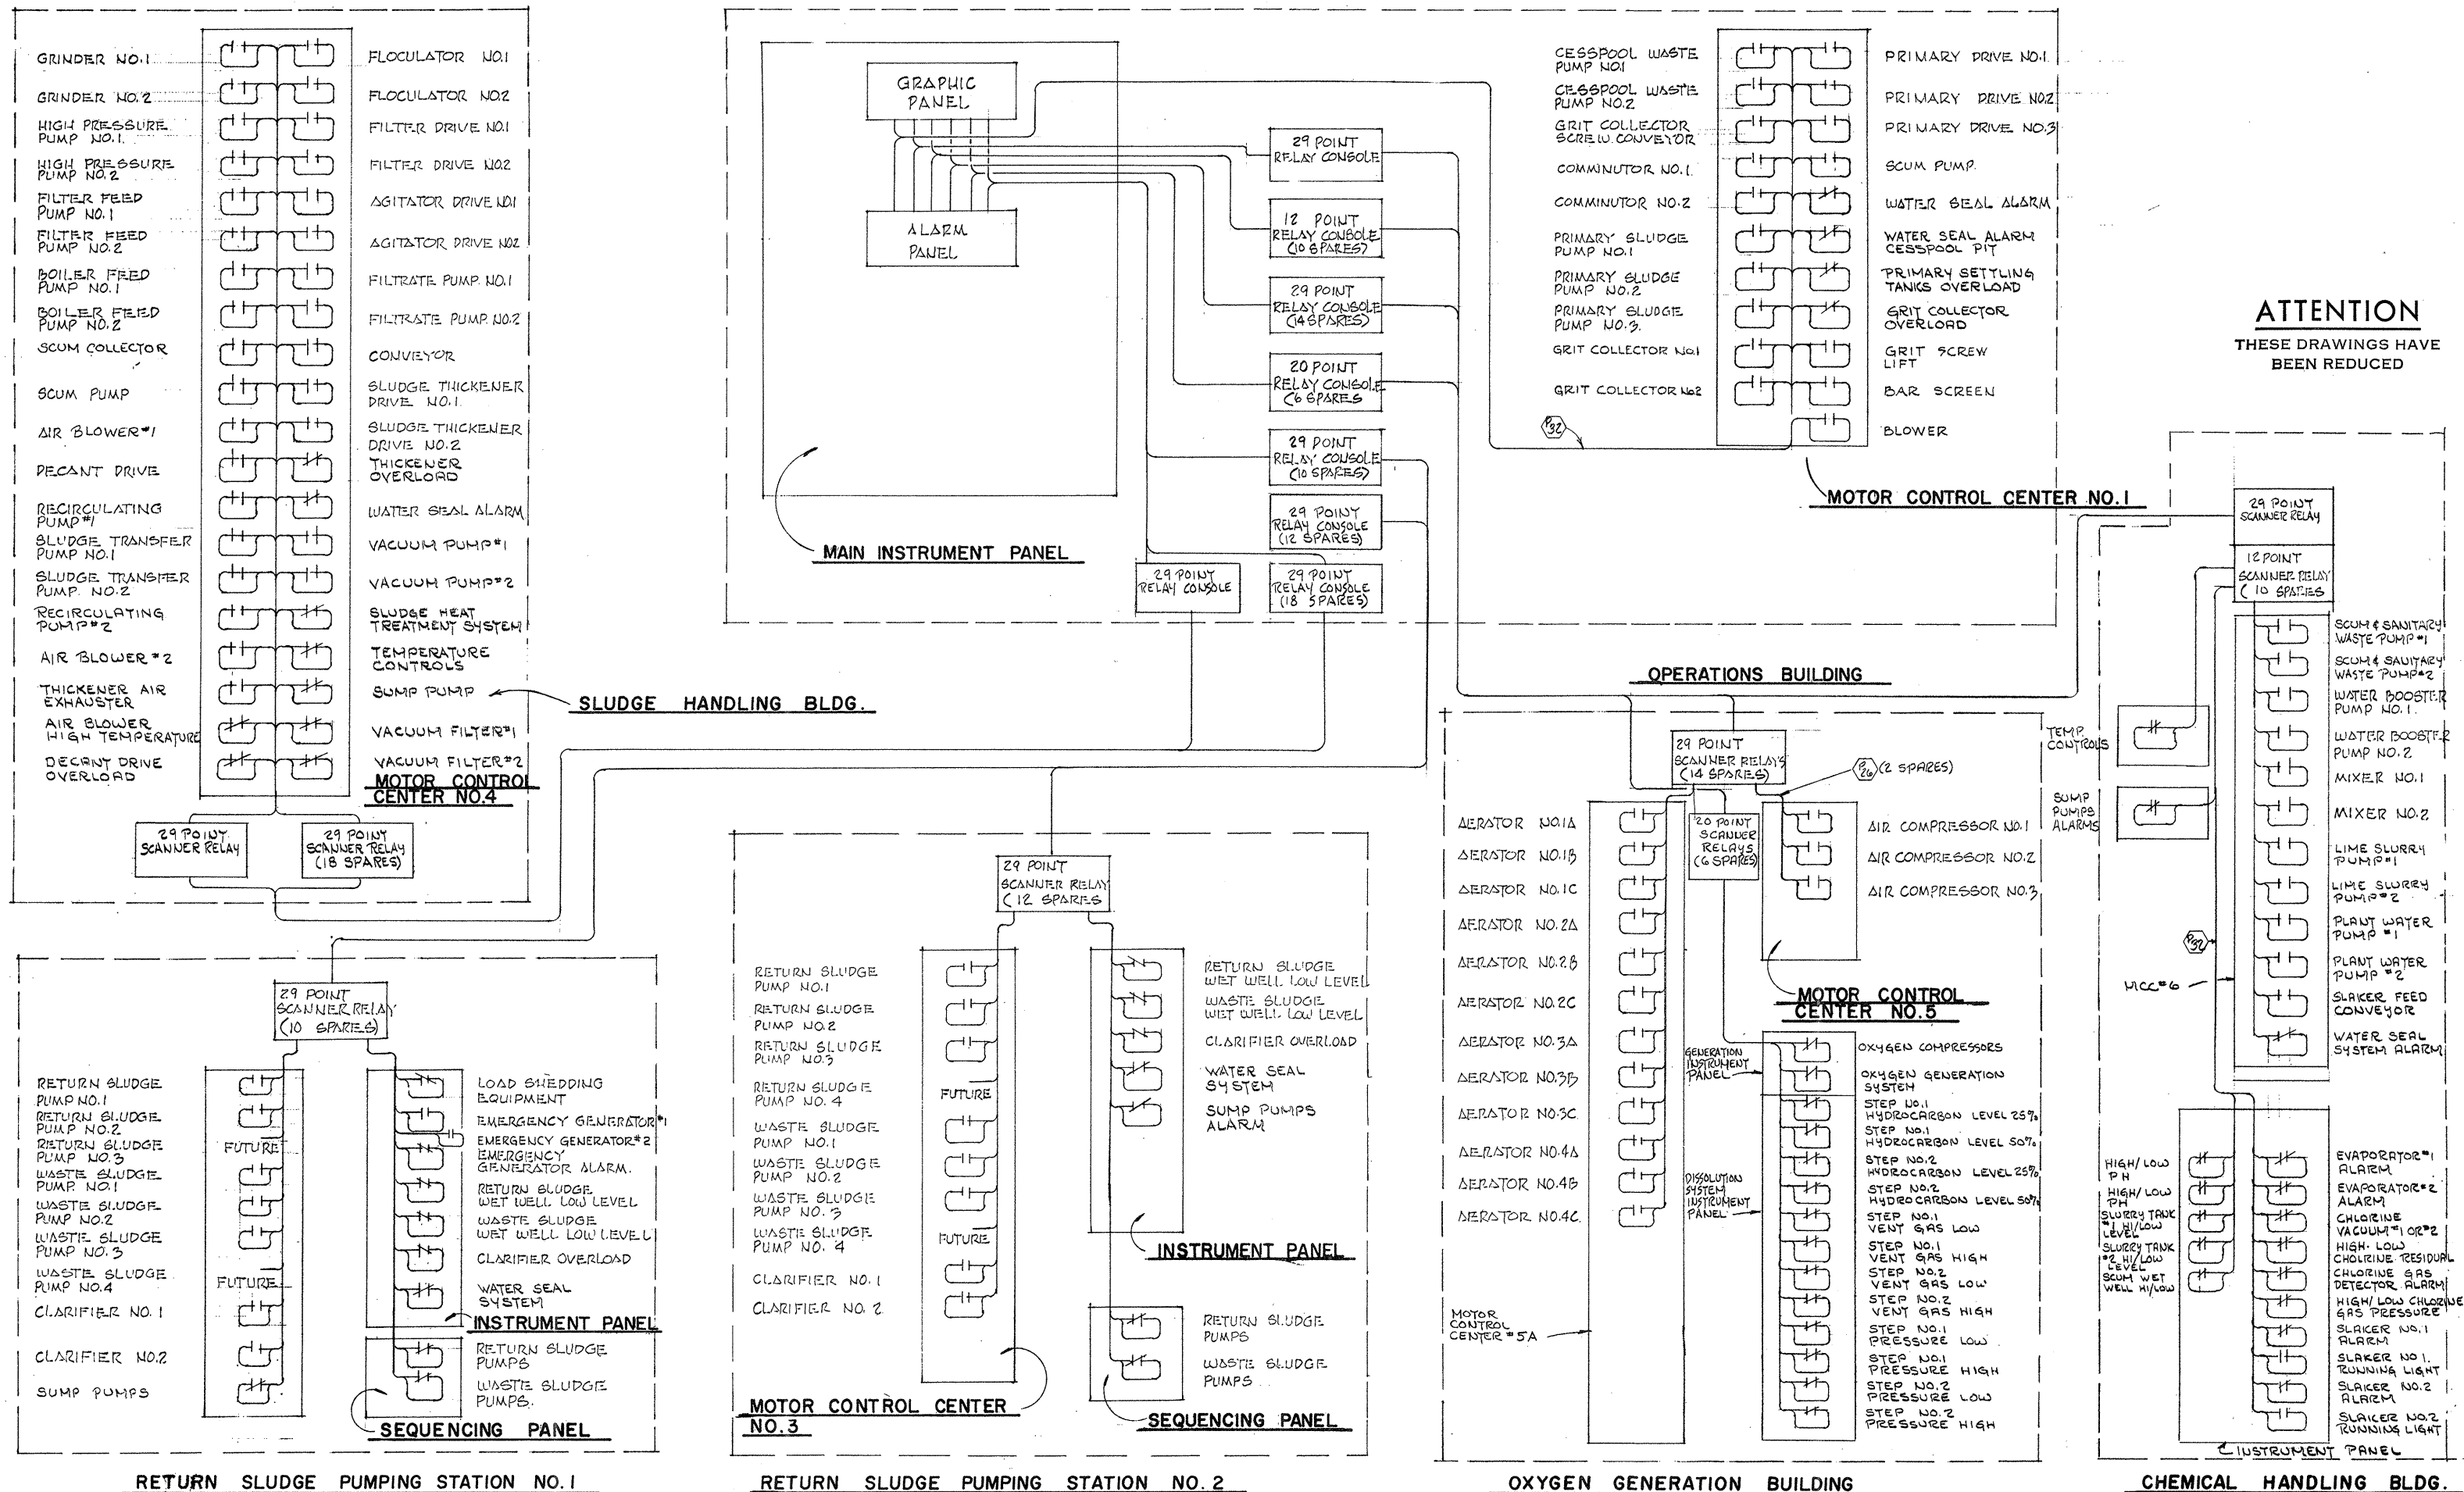 GRINDER NO.1
GRINDER NO.2
HIGH PRESSURE
PUMP NO.1.
HIGH PRESSURE
PUMP NO.2
FILTER FEED
PUMP NO.1
FILTER FEED
PUMP NO.2
BOILER FEED
PUMP NO.1
BOILER FEED
PUMP NO.2
SCUM COLLECTOR
SCUM PUMP
AIR BLOWER #1
DECANT DRIVE
RECIRCULATING
PUMP #1
SLUDGE TRANSFER
PUMP NO.1
SLUDGE TRANSFER
PUMP. NO.2
RECIRCULATING
PUMP #2
AIR BLOWER #2
THICKENER AIR
EXHAUSTER
AIR BLOWER
HIGH TEMPERATURE
DECANT DRIVE
OVERLOAD
FLOCULATOR NO.1
FLOCULATOR NO.2
FILTER DRIVE NO.1
FILTER DRIVE NO.2
AGITATOR DRIVE NO.1
AGITATOR DRIVE NO.2
FILTRATE PUMP. NO.1
FILTRATE PUMP. NO.2
CONVEYOR
SLUDGE THICKENER
DRIVE NO.1.
SLUDGE THICKENER
DRIVE NO.2
THICKENER
OVERLOAD
WATER SEAL ALARM
VACUUM PUMP #1
VACUUM PUMP #2
SLUDGE HEAT
TREATMENT SYSTEM
TEMPERATURE
CONTROLS
SUMP PUMP
VACUUM FILTER #1
VACUUM FILTER #2
MOTOR CONTROL
CENTER NO.4
29 POINT
SCANNER RELAY
29 POINT
SCANNER RELAY
(18 SPARES)
SLUDGE HANDLING BLDG.
GRAPHIC
PANEL
ALARM
PANEL
MAIN INSTRUMENT PANEL
29 POINT
RELAY CONSOLE
12 POINT
RELAY CONSOLE
(10 SPARES)
29 POINT
RELAY CONSOLE
(14 SPARES)
20 POINT
RELAY CONSOLE
(6 SPARES
29 POINT
RELAY CONSOLE
(10 SPARES)
29 POINT
RELAY CONSOLE
(12 SPARES)
29 POINT
RELAY CONSOLE
29 POINT
RELAY CONSOLE
(18 SPARES)
CESSPOOL WASTE
PUMP NO.1
CESSPOOL WASTE
PUMP NO.2
GRIT COLLECTOR
SCREW CONVEYOR
COMMINUTOR NO.1.
COMMINUTOR NO.2
PRIMARY SLUDGE
PUMP NO.1
PRIMARY SLUDGE
PUMP NO.2
PRIMARY SLUDGE
PUMP NO.3.
GRIT COLLECTOR NO.1
GRIT COLLECTOR NO.2
P32
PRIMARY DRIVE NO.1.
PRIMARY DRIVE NO.2
PRIMARY DRIVE NO.3
SCUM PUMP.
WATER SEAL ALARM
WATER SEAL ALARM
CESSPOOL PIT
PRIMARY SETTLING
TANKS OVERLOAD
GRIT COLLECTOR
OVERLOAD
GRIT SCREW
LIFT
BAR SCREEN
BLOWER
MOTOR CONTROL CENTER NO.1
OPERATIONS BUILDING
ATTENTION
THESE DRAWINGS HAVE
BEEN REDUCED
29 POINT
SCANNER RELAY
(10 SPARES)
RETURN SLUDGE
PUMP NO.1
RETURN SLUDGE
PUMP NO.2
RETURN SLUDGE
PUMP NO.3
WASTE SLUDGE
PUMP. NO.1
WASTE SLUDGE
PUMP NO.2
WASTE SLUDGE
PUMP NO.3
WASTE SLUDGE
PUMP NO.4
CLARIFIER NO.1
CLARIFIER NO.2
SUMP PUMPS
FUTURE
FUTURE
LOAD SHEDDING
EQUIPMENT
EMERGENCY GENERATOR #1
EMERGENCY GENERATOR #2
EMERGENCY
GENERATOR ALARM.
RETURN SLUDGE
WET WELL LOW LEVEL
WASTE SLUDGE
WET WELL LOW LEVEL
CLARIFIER OVERLOAD
WATER SEAL
SYSTEM
INSTRUMENT PANEL
RETURN SLUDGE
PUMPS
WASTE SLUDGE
PUMPS.
SEQUENCING PANEL
RETURN SLUDGE PUMPING STATION NO.1
29 POINT
SCANNER RELAY
(12 SPARES
RETURN SLUDGE
PUMP NO.1
RETURN SLUDGE
PUMP NO.2
RETURN SLUDGE
PUMP NO.3
RETURN SLUDGE
PUMP NO.4
WASTE SLUDGE
PUMP NO.1
WASTE SLUDGE
PUMP NO.2
WASTE SLUDGE
PUMP NO.3
WASTE SLUDGE
PUMP NO.4
CLARIFIER NO.1
CLARIFIER NO.2
FUTURE
FUTURE
MOTOR CONTROL CENTER
NO.3
RETURN SLUDGE
WET WELL LOW LEVEL
WASTE SLUDGE
WET WELL LOW LEVEL
CLARIFIER OVERLOAD
WATER SEAL
SYSTEM
SUMP PUMPS
ALARM
INSTRUMENT PANEL
RETURN SLUDGE
PUMPS
WASTE SLUDGE
PUMPS
SEQUENCING PANEL
RETURN SLUDGE PUMPING STATION NO.2
29 POINT
SCANNER RELAYS
(14 SPARES)
P26 (2 SPARES)
20 POINT
SCANNER
RELAYS
(6 SPARES)
AERATOR NO.1A
AERATOR NO.1B
AERATOR NO.1C
AERATOR NO.2A
AERATOR NO.2B
AERATOR NO.2C
AERATOR NO.3A
AERATOR NO.3B
AERATOR NO.3C
AERATOR NO.4A
AERATOR NO.4B
AERATOR NO.4C
MOTOR
CONTROL
CENTER #5A
AIR COMPRESSOR NO.1
AIR COMPRESSOR NO.2
AIR COMPRESSOR NO.3
MOTOR CONTROL
CENTER NO.5
GENERATION
INSTRUMENT
PANEL
DISSOLUTION
SYSTEM
INSTRUMENT
PANEL
OXYGEN COMPRESSORS
OXYGEN GENERATION
SYSTEM
STEP NO.1
HYDROCARBON LEVEL 25%
STEP NO.1
HYDROCARBON LEVEL 50%
STEP NO.2
HYDROCARBON LEVEL 25%
STEP NO.2
HYDROCARBON LEVEL 50%
STEP NO.1
VENT GAS LOW
STEP NO.1
VENT GAS HIGH
STEP NO.2
VENT GAS LOW
STEP NO.2
VENT GAS HIGH
STEP NO.1
PRESSURE LOW
STEP NO.1
PRESSURE HIGH
STEP NO.2
PRESSURE LOW
STEP NO.2
PRESSURE HIGH
OXYGEN GENERATION BUILDING
29 POINT
SCANNER RELAY
12 POINT
SCANNER RELAY
(10 SPARES
TEMP.
CONTROLS
SUMP
PUMPS
ALARMS
P32
MCC #6
SCUM & SANITARY
WASTE PUMP #1
SCUM & SANITARY
WASTE PUMP #2
WATER BOOSTER
PUMP NO.1.
WATER BOOSTER
PUMP NO.2
MIXER NO.1
MIXER NO.2
LIME SLURRY
PUMP #1
LIME SLURRY
PUMP #2
PLANT WATER
PUMP #1
PLANT WATER
PUMP #2
SLAKER FEED
CONVEYOR
WATER SEAL
SYSTEM ALARM
HIGH/LOW
PH
HIGH/LOW
PH
SLURRY TANK
#1 HI/LOW
LEVEL
SLURRY TANK
#2 HI/LOW
LEVEL
SCUM WET
WELL HI/LOW
EVAPORATOR #1
ALARM
EVAPORATOR #2
ALARM
CHLORINE
VACUUM #1 OR #2
HIGH-LOW
CHOLRINE RESIDUAL
CHLORINE GAS
DETECTOR ALARM
HIGH/LOW CHLORINE
GAS PRESSURE
SLAKER NO.1
ALARM
SLAKER NO.1.
RUNNING LIGHT
SLAKER NO.2
ALARM
SLAKER NO.2
RUNNING LIGHT
INSTRUMENT PANEL
CHEMICAL HANDLING BLDG.